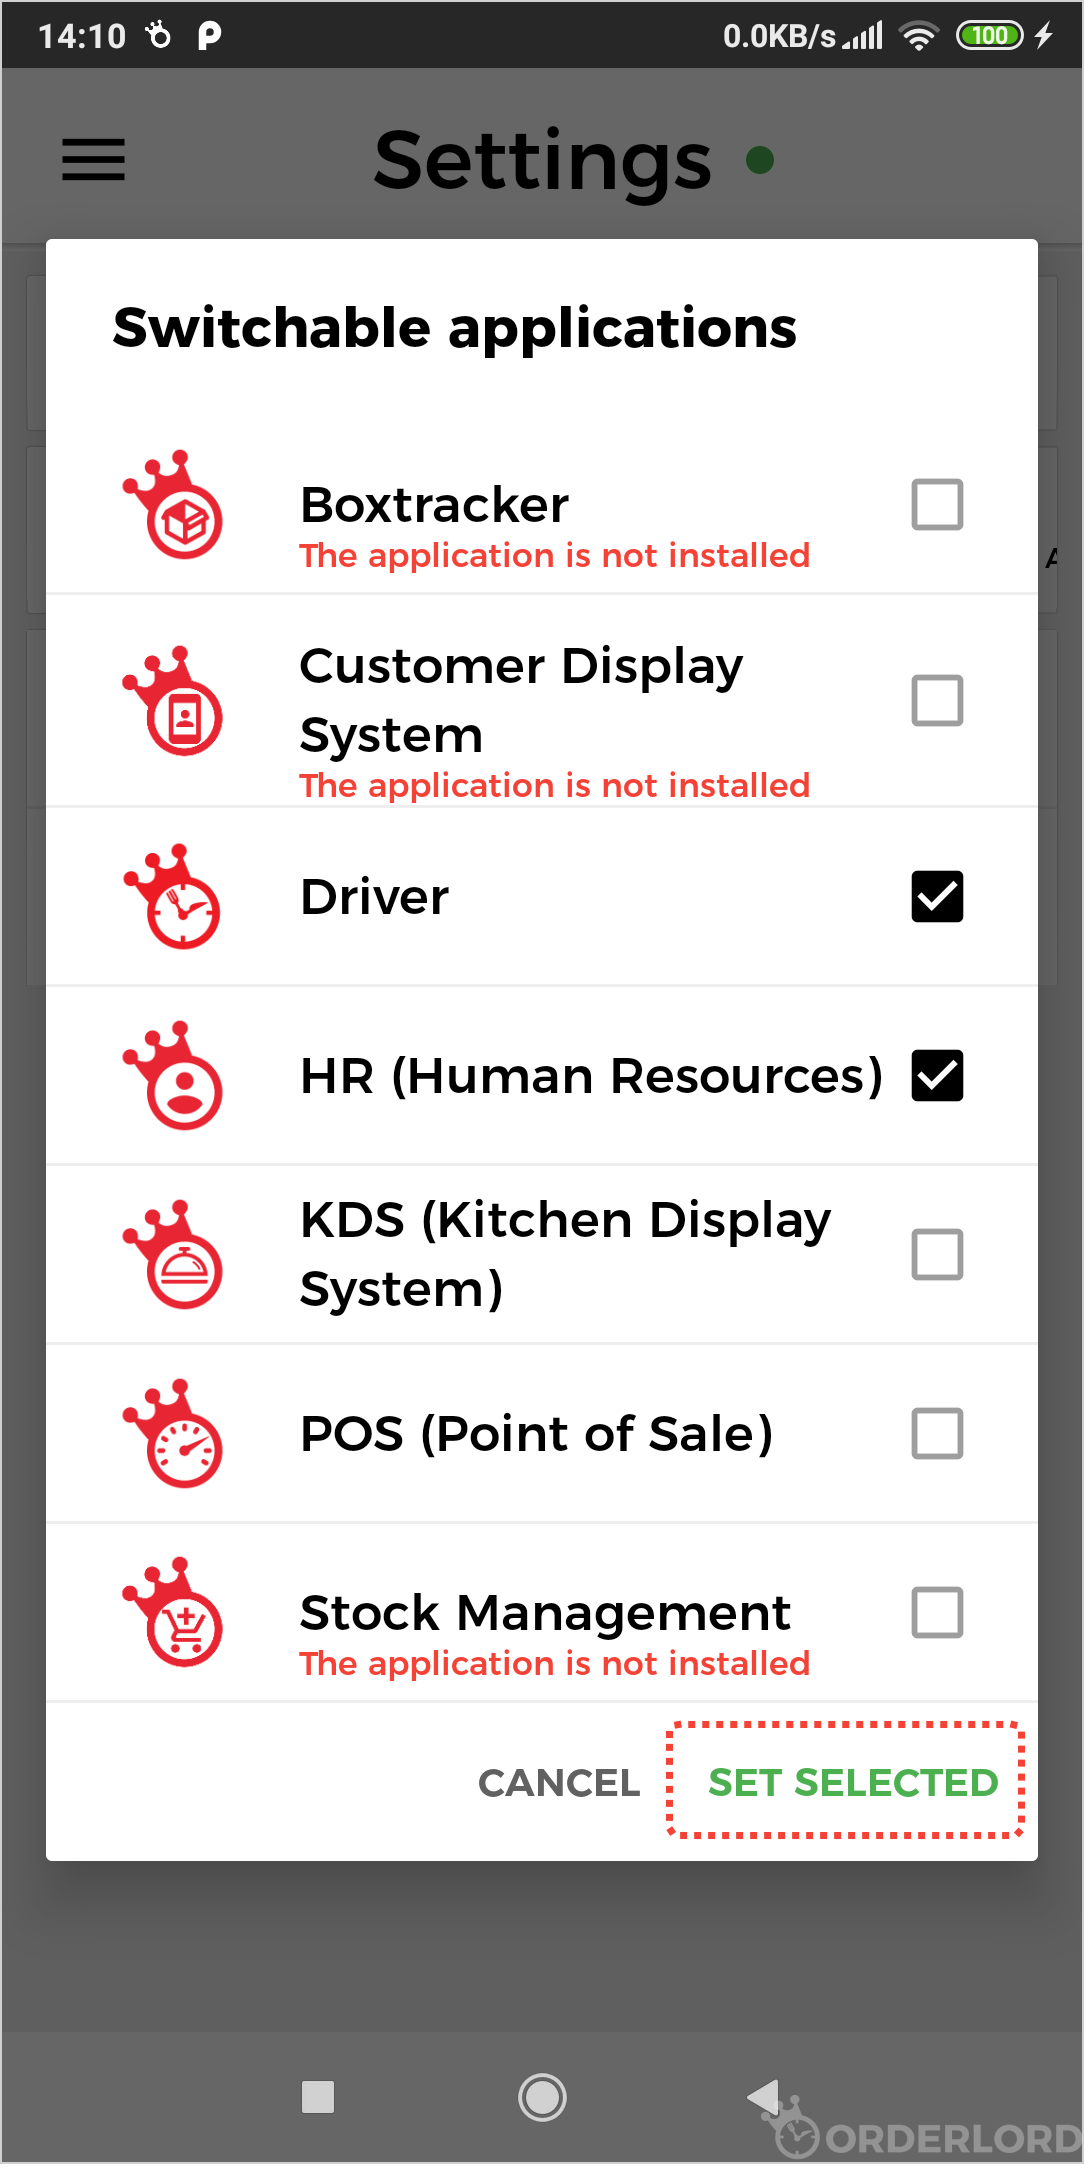 14:10 0.0KB/s 100
Settings
Switchable applications
Boxtracker
The application is not installed
A
Customer Display
System
The application is not installed
Driver
HR (Human Resources)
KDS (Kitchen Display
System)
POS (Point of Sale)
Stock Management
The application is not installed
CANCEL SET SELECTED
ORDERLORD